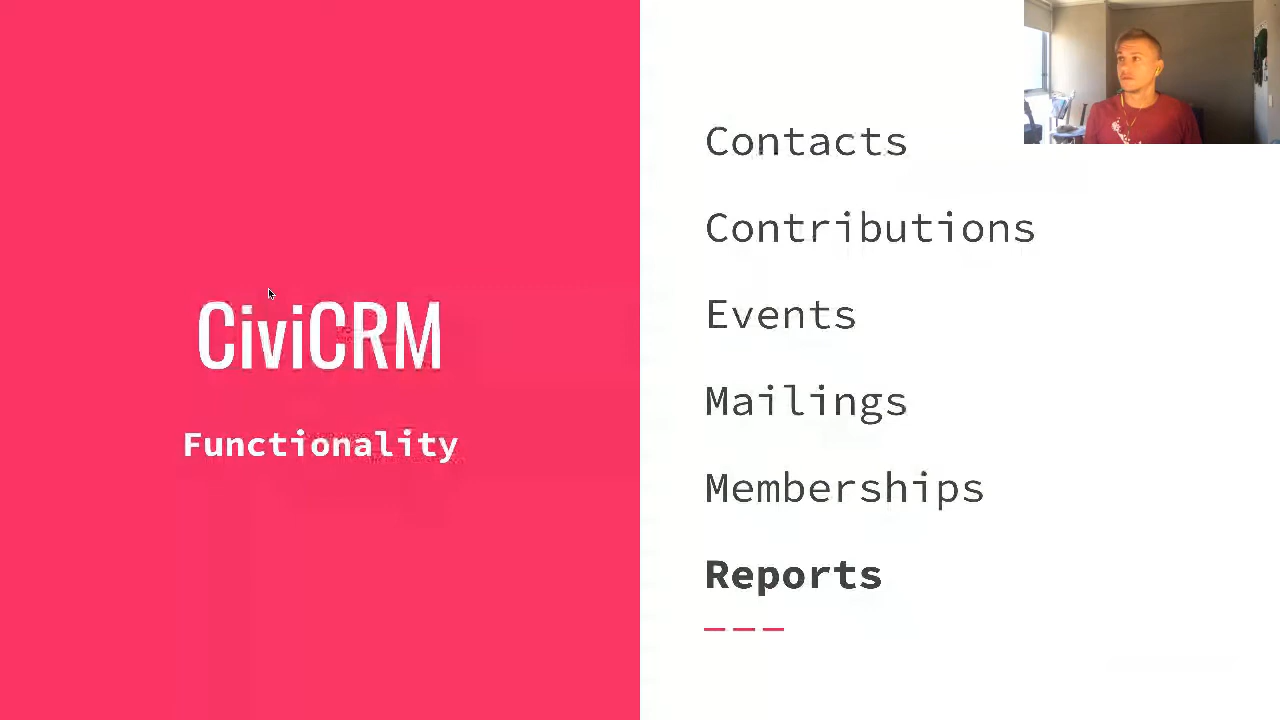 CiviCRM
Functionality
Contacts
Contributions
Events
Mailings
Memberships
Reports